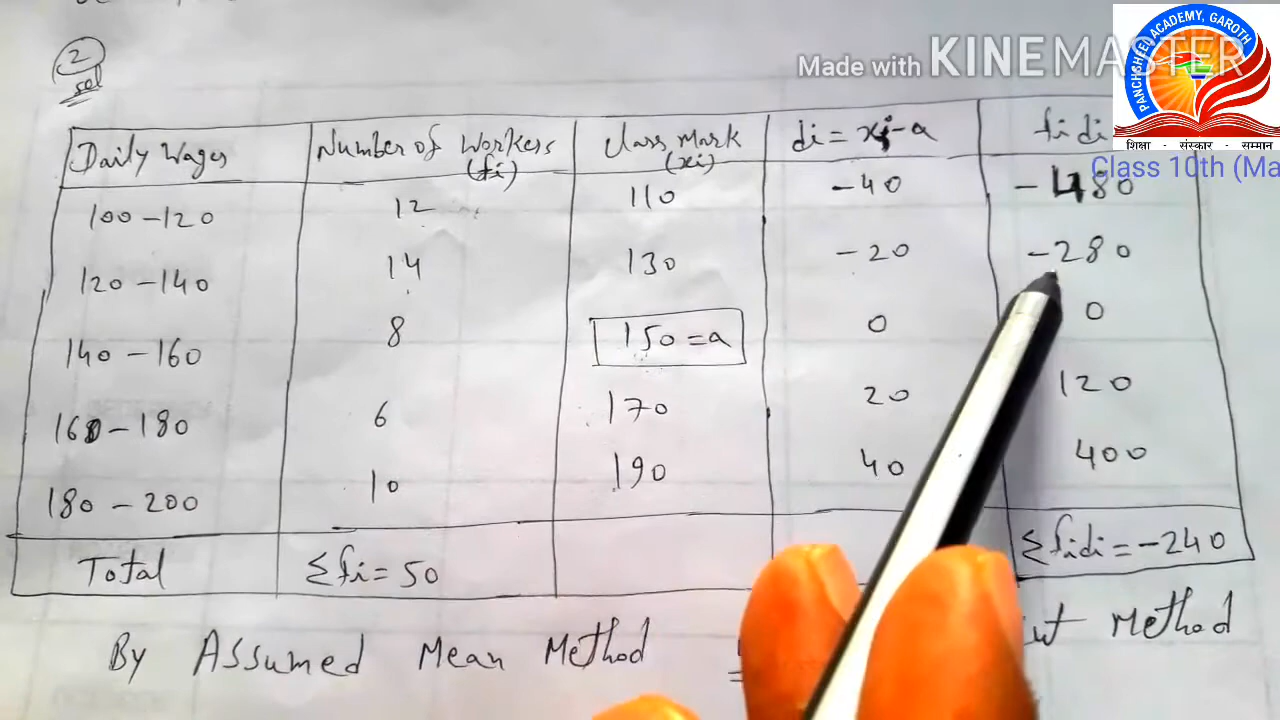 2
sol
Made with KINEMASTER
PANCHSHEEL ACADEMY, GAROTH
शिक्षा - संस्कार - सम्मान
Class 10th (Ma
Daily Wages Number of Workers (fi) Class Mark (xi) di = xi - a fidi
100 - 120 12 110 -40 -480
120 - 140 14 130 -20 -280
140 - 160 8 150 = a 0 0
160 - 180 6 170 20 120
180 - 200 10 190 40 400
Total Σfi = 50 Σfidi = -240
By Assumed Mean Method Method